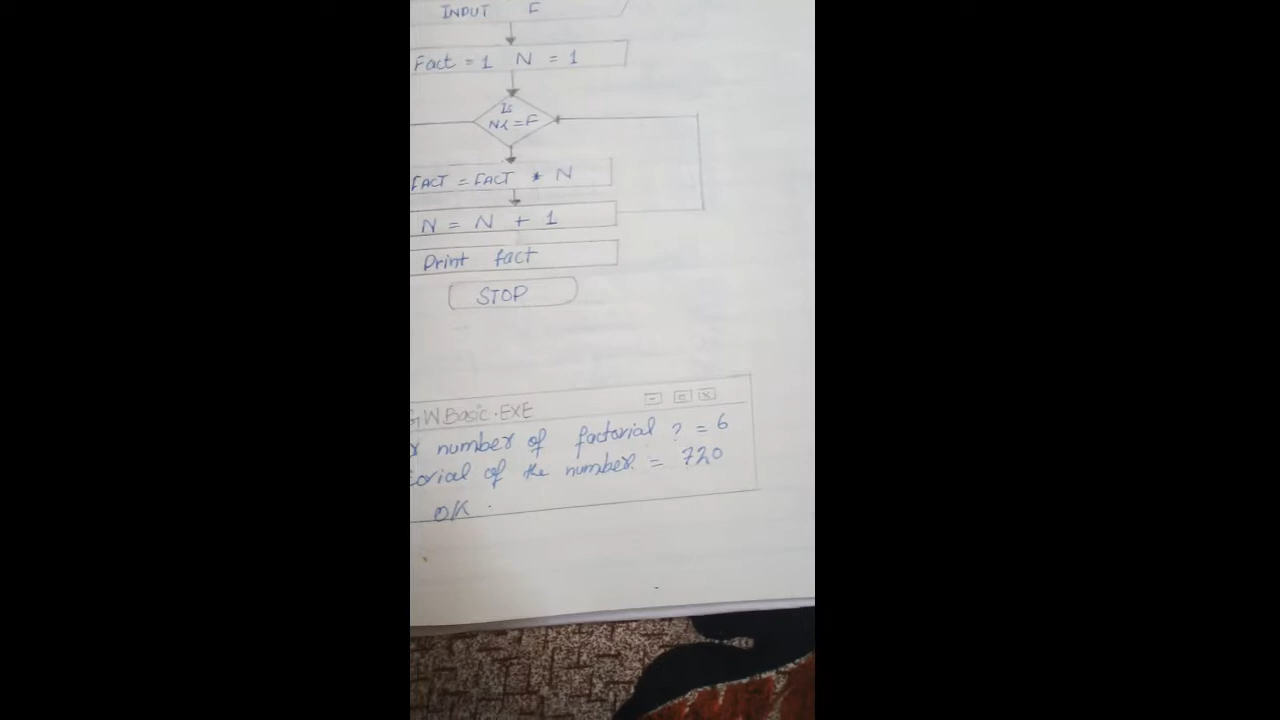 INPUT F
Fact = 1 N = 1
Is
N<=F
FACT = FACT * N
N = N + 1
Print fact
STOP
GW Basic.EXE
number of factorial ? = 6
orial of the number. = 720
OK.